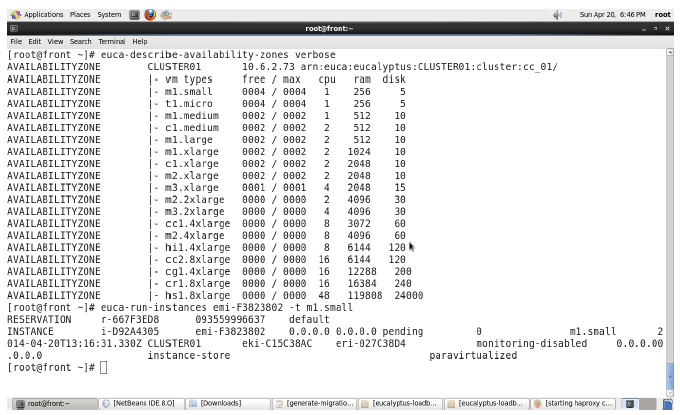 Applications Places System Sun Apr 20, 6:46 PM root
root@front:~
File Edit View Search Terminal Help
[root@front ~]# euca-describe-availability-zones verbose
AVAILABILITYZONE CLUSTER01 10.6.2.73 arn:euca:eucalyptus:CLUSTER01:cluster:cc_01/
AVAILABILITYZONE |- vm types free / max cpu ram disk
AVAILABILITYZONE |- m1.small 0004 / 0004 1 256 5
AVAILABILITYZONE |- t1.micro 0004 / 0004 1 256 5
AVAILABILITYZONE |- m1.medium 0002 / 0002 1 512 10
AVAILABILITYZONE |- c1.medium 0002 / 0002 2 512 10
AVAILABILITYZONE |- m1.large 0002 / 0002 2 512 10
AVAILABILITYZONE |- m1.xlarge 0002 / 0002 2 1024 10
AVAILABILITYZONE |- c1.xlarge 0002 / 0002 2 2048 10
AVAILABILITYZONE |- m2.xlarge 0002 / 0002 2 2048 10
AVAILABILITYZONE |- m3.xlarge 0001 / 0001 4 2048 15
AVAILABILITYZONE |- m2.2xlarge 0000 / 0000 2 4096 30
AVAILABILITYZONE |- m3.2xlarge 0000 / 0000 4 4096 30
AVAILABILITYZONE |- cc1.4xlarge 0000 / 0000 8 3072 60
AVAILABILITYZONE |- m2.4xlarge 0000 / 0000 8 4096 60
AVAILABILITYZONE |- hi1.4xlarge 0000 / 0000 8 6144 120
AVAILABILITYZONE |- cc2.8xlarge 0000 / 0000 16 6144 120
AVAILABILITYZONE |- cg1.4xlarge 0000 / 0000 16 12288 200
AVAILABILITYZONE |- cr1.8xlarge 0000 / 0000 16 16384 240
AVAILABILITYZONE |- hs1.8xlarge 0000 / 0000 48 119808 24000
[root@front ~]# euca-run-instances emi-F3823802 -t m1.small
RESERVATION r-667F3ED8 093559996637 default
INSTANCE i-D92A4305 emi-F3823802 0.0.0.0 0.0.0.0 pending 0 m1.small 2
014-04-20T13:16:31.330Z CLUSTER01 eki-C15C38AC eri-027C38D4 monitoring-disabled 0.0.0.00
.0.0.0 instance-store paravirtualized
[root@front ~]#
root@front:~ [NetBeans IDE 8.0] [Downloads] [generate-migratio... [eucalyptus-loadb... [eucalyptus-loadb... [starting haproxy c...